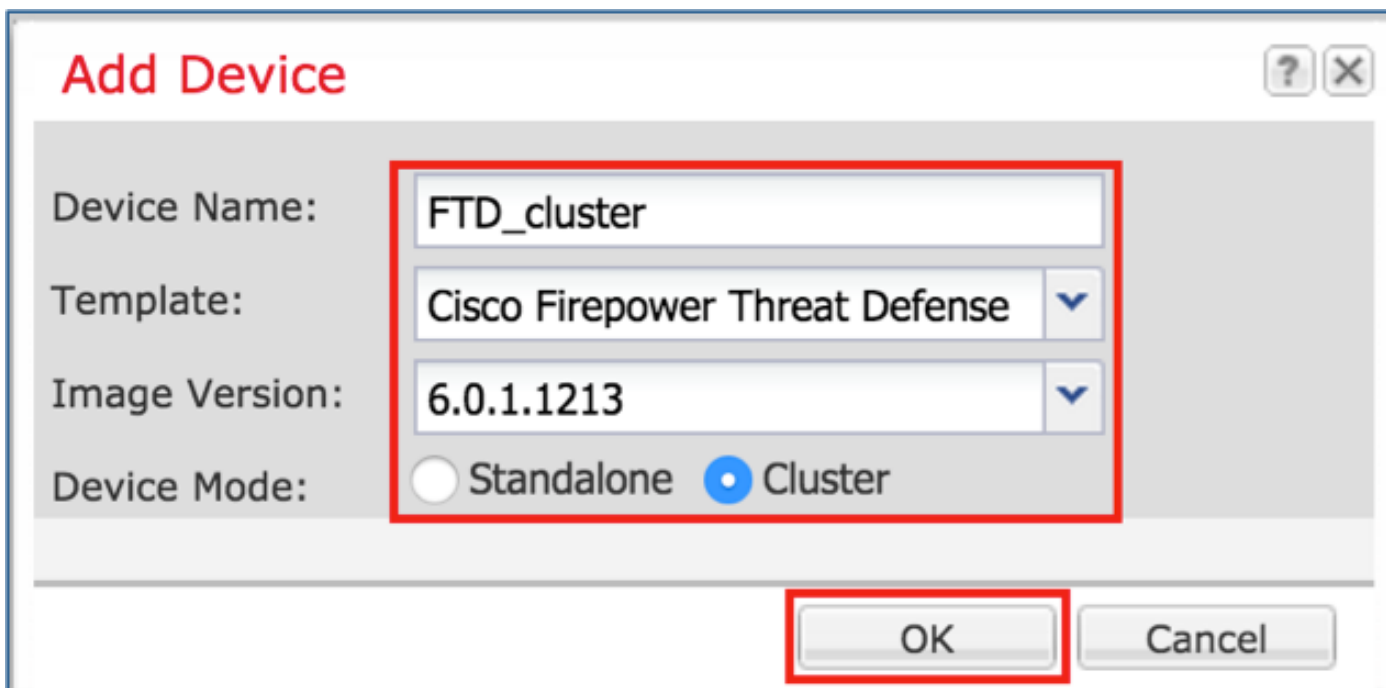 Add Device
?
Device Name: FTD_cluster
Template: Cisco Firepower Threat Defense
Image Version: 6.0.1.1213
Device Mode: Standalone Cluster
OK Cancel